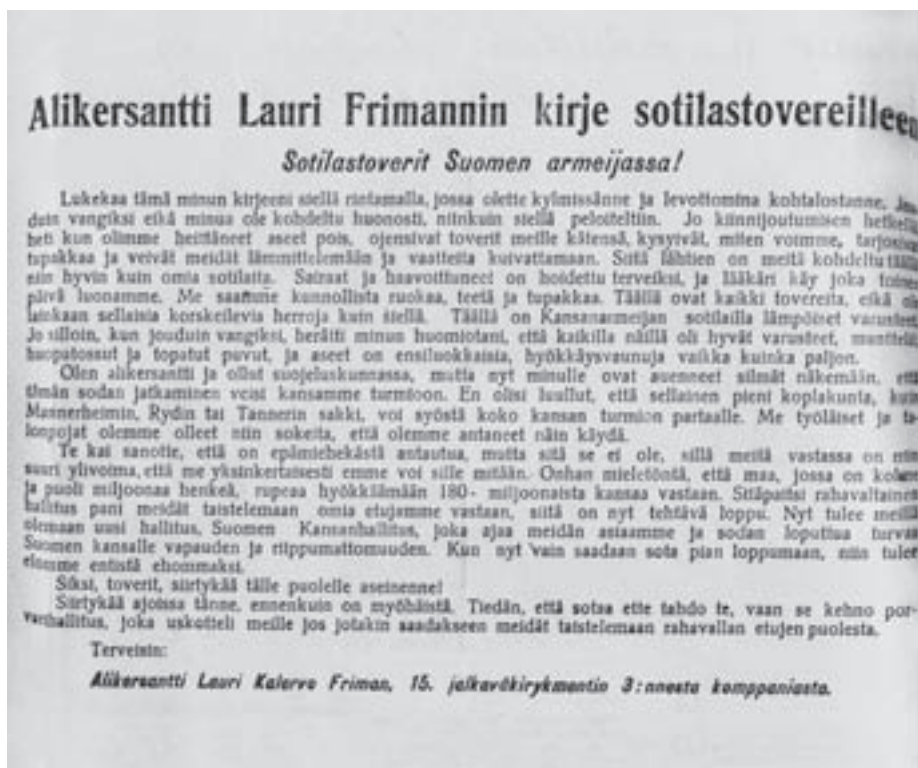 Alikersantti Lauri Frimannin kirje sotilastovereilleen
Sotilastoverit Suomen armeijassa!
Lukekaa tämä minun kirjeeni siellä rintamalla, jossa olette kylmissänne ja levottomina kohtalostanne.
duin vangiksi eikä minua ole kohdeltu huonosti, niinkuin siellä peloiteltiin. Jo kiinnijoutumisen hetkellä
heti kun olimme heittäneet aseet pois, ojensivat toverit meille kätensä, kysyivät, miten voimme, tarjosivat
tupakkaa ja veivät meidät lämmittelemään ja vaatteita kuivattamaan. Siitä lähtien on meitä kohdeltu täällä
niin hyvin kuin omia sotilaita. Sairaat ja haavoittuneet on hoidettu terveiksi, ja lääkäri käy joka toinen
päivä luonamme. Me saamme kunnollista ruokaa, teetä ja tupakkaa. Täällä ovat kaikki tovereita, eikä ole
sellaisia korskeilevia herroja kuin siellä. Täällä on Kansanarmeijan sotilailla lämpöiset varusteet
Jo silloin, kun jouduin vangiksi, herätti minun huomiotani, että kaikilla näillä oli hyvät varusteet, manttelit,
huopatossut ja topatut puvut, ja aseet on ensiluokkaisia, hyökkäysvaunuja vaikka kuinka paljon.
Olen alikersantti ja ollut suojeluskunnassa, mutta nyt minulle ovat auenneet silmät näkemään, että
tämän sodan jatkaminen veisi kansamme turmioon. En olisi luullut, että sellainen pieni koplakunta, kuin
Mannerheimin, Rydin tai Tannerin sakki, voi syöstä koko kansan turmion partaalle. Me työläiset ja ta-
lonpojat olemme olleet niin sokeita, että olemme antaneet näin käydä.
Te kai sanotte, että on epämiehekästä antautua, mutta sitä se ei ole, sillä meitä vastassa on niin
suuri ylivoima, että me yksinkertaisesti emme voi sille mitään. Onhan mieletöntä, että maa, jossa on kolme
ja puoli miljoonaa henkeä, rupeaa hyökkäämään 180- miljoonaista kansaa vastaan. Sitäpaitsi rahavaltainen
hallitus pani meidät taistelemaan omia etujamme vastaan, siitä on nyt tehtävä loppu. Nyt tulee meillä
olemaan uusi hallitus, Suomen Kansanhallitus, joka ajaa meidän asiaamme ja sodan loputtua turvaa
Suomen kansalle vapauden ja riippumattomuuden. Kun nyt vain saadaan sota pian loppumaan, niin tulee
elomme entistä ehommaksi.
Siksi, toverit, siirtykää tälle puolelle aseinenne!
Siirtykää ajoissa tänne, ennenkuin on myöhäistä. Tiedän, että sotaa ette tahdo te, vaan se kehno por-
varihallitus, joka uskotteli meille jos jotakin saadakseen meidät taistelemaan rahavallan etujen puolesta.
Terveisin:
Alikersantti Lauri Kalervo Friman, 15. jalkaväkirykmentin 3:nnesta komppaniasta.